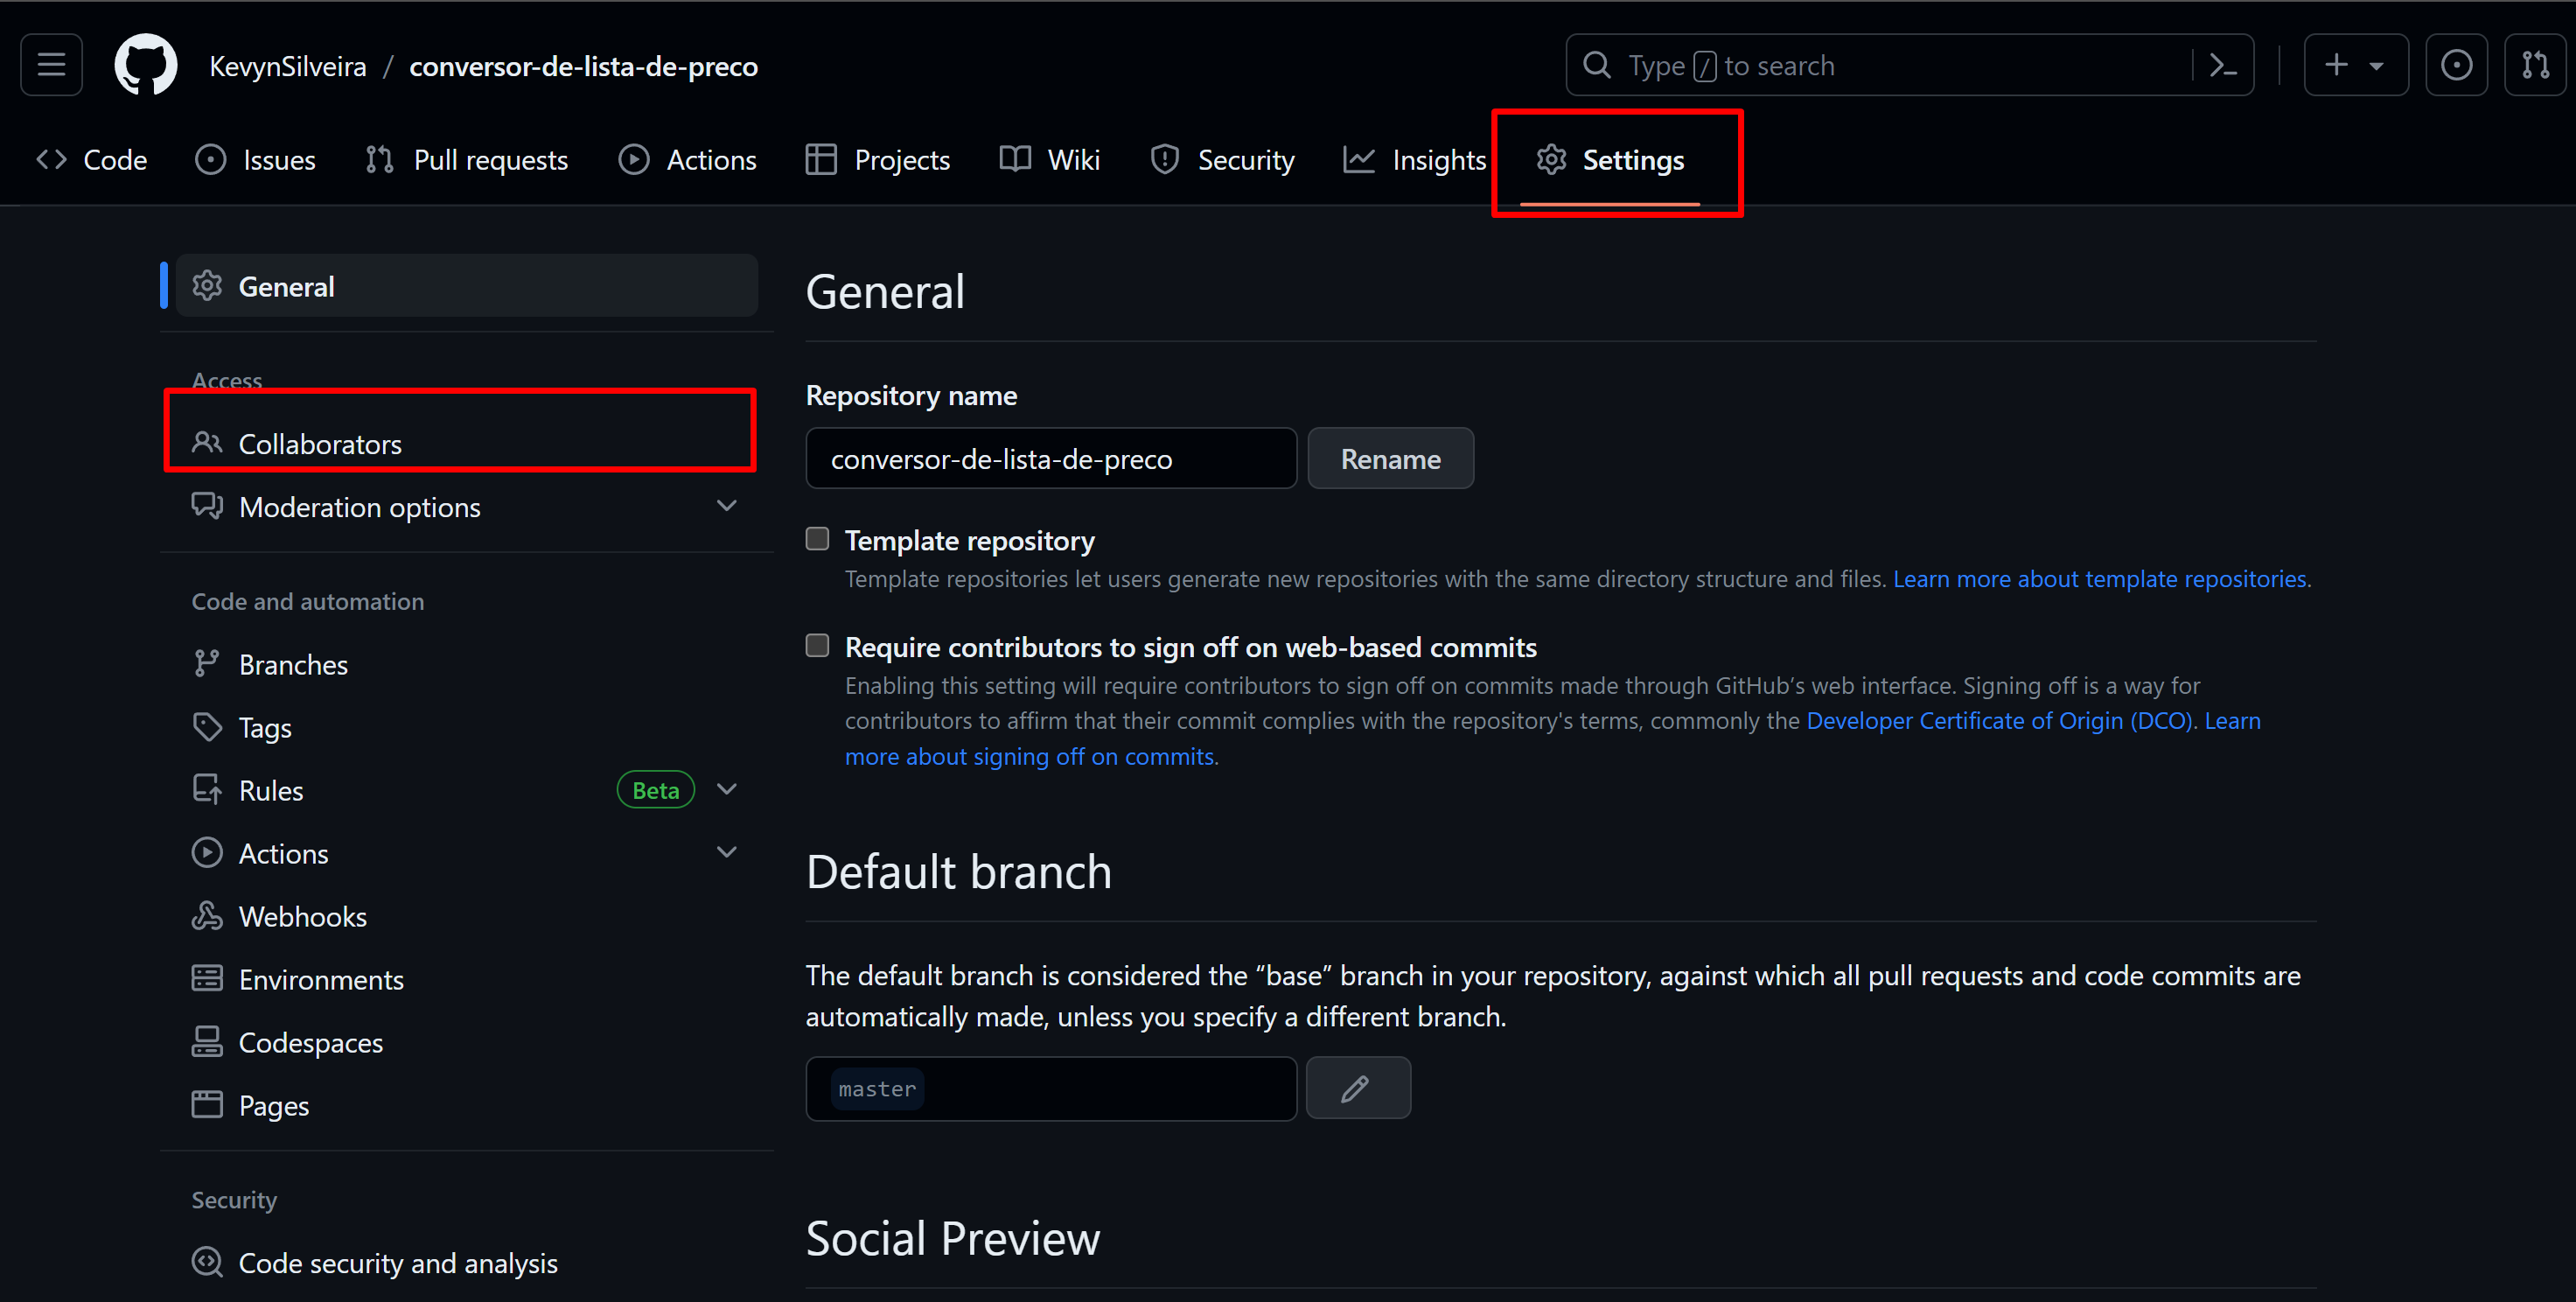 KevynSilveira / conversor-de-lista-de-preco
Type / to search
Code Issues Pull requests Actions Projects Wiki Security Insights Settings
General
Access
Collaborators
Moderation options
Code and automation
Branches
Tags
Rules Beta
Actions
Webhooks
Environments
Codespaces
Pages
Security
Code security and analysis
General
Repository name
conversor-de-lista-de-preco Rename
Template repository
Template repositories let users generate new repositories with the same directory structure and files. Learn more about template repositories.
Require contributors to sign off on web-based commits
Enabling this setting will require contributors to sign off on commits made through GitHub’s web interface. Signing off is a way for
contributors to affirm that their commit complies with the repository's terms, commonly the Developer Certificate of Origin (DCO). Learn
more about signing off on commits.
Default branch
The default branch is considered the “base” branch in your repository, against which all pull requests and code commits are
automatically made, unless you specify a different branch.
master
Social Preview